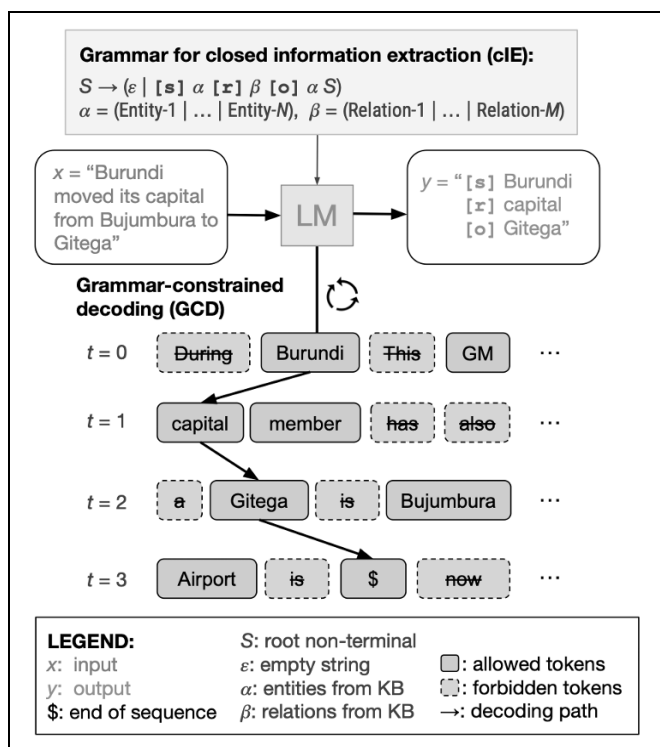 Grammar for closed information extraction (cIE):
S → (ε | [s] α [r] β [o] α S)
α = (Entity-1 | … | Entity-N), β = (Relation-1 | … | Relation-M)
x = “Burundi
moved its capital
from Bujumbura to
Gitega”
LM
y = “[s] Burundi
[r] capital
[o] Gitega”
Grammar-constrained
decoding (GCD)
t = 0 During Burundi This GM ···
t = 1 capital member has also ···
t = 2 a Gitega is Bujumbura ···
t = 3 Airport is $ now ···
LEGEND:
x: input
y: output
$: end of sequence
S: root non-terminal
ε: empty string
α: entities from KB
β: relations from KB
: allowed tokens
: forbidden tokens
→: decoding path